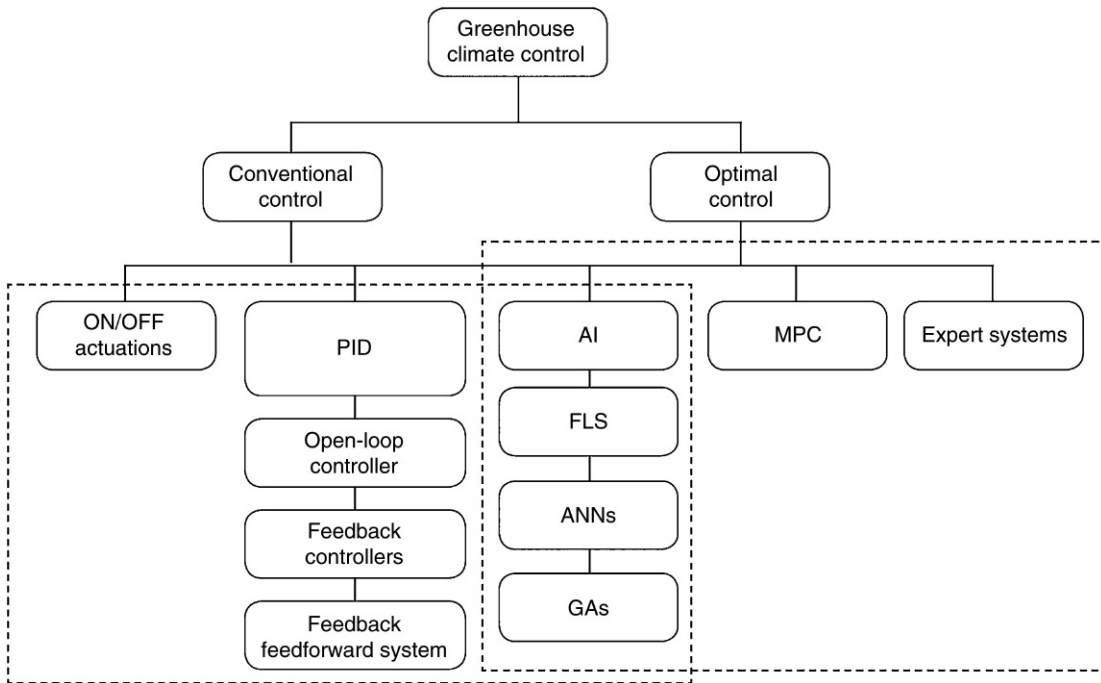 Greenhouse
climate control
Conventional
control
Optimal
control
ON/OFF
actuations
PID
AI
MPC
Expert systems
FLS
Open-loop
controller
ANNs
Feedback
controllers
GAs
Feedback
feedforward system